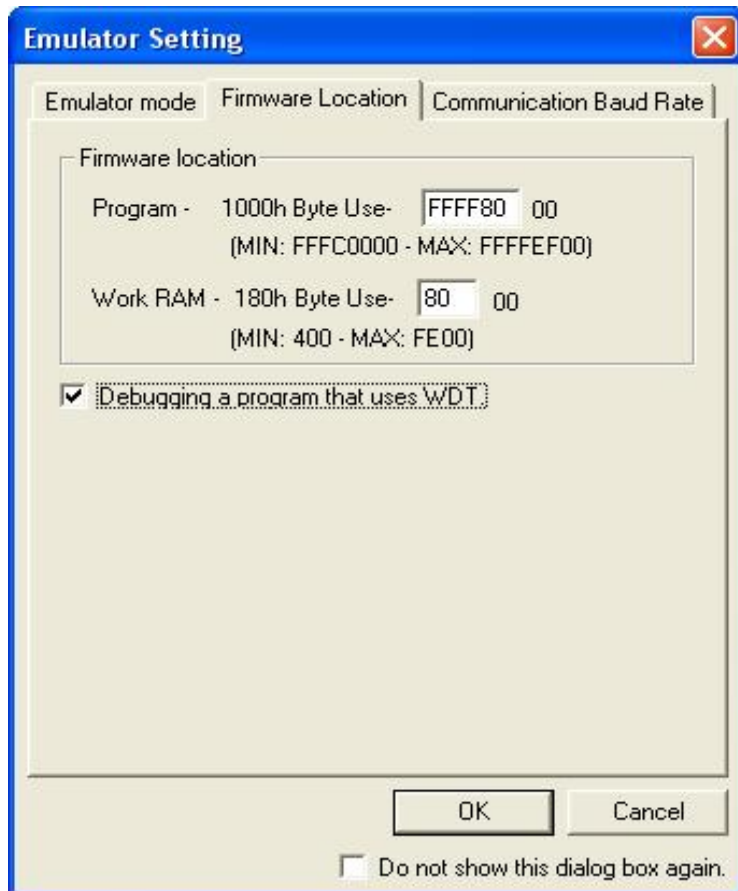 Emulator Setting
Emulator mode
Firmware Location
Communication Baud Rate
Firmware location
Program - 1000h Byte Use- FFFF80 00
(MIN: FFFC0000 - MAX: FFFFEF00)
Work RAM - 180h Byte Use- 80 00
(MIN: 400 - MAX: FE00)
Debugging a program that uses WDT.
OK
Cancel
Do not show this dialog box again.